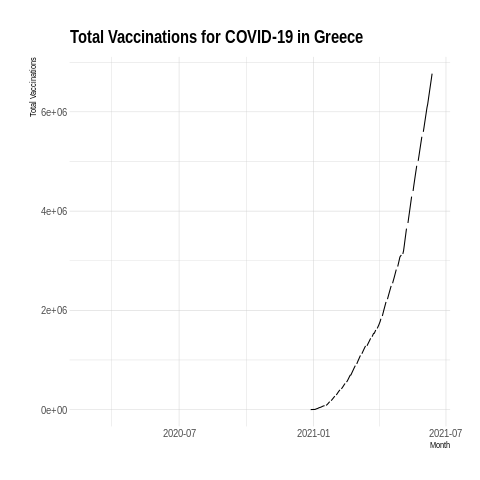 Total Vaccinations for COVID-19 in Greece
Total Vaccinations
6e+06
4e+06
2e+06
0e+00
2020-07
2021-01
2021-07
Month